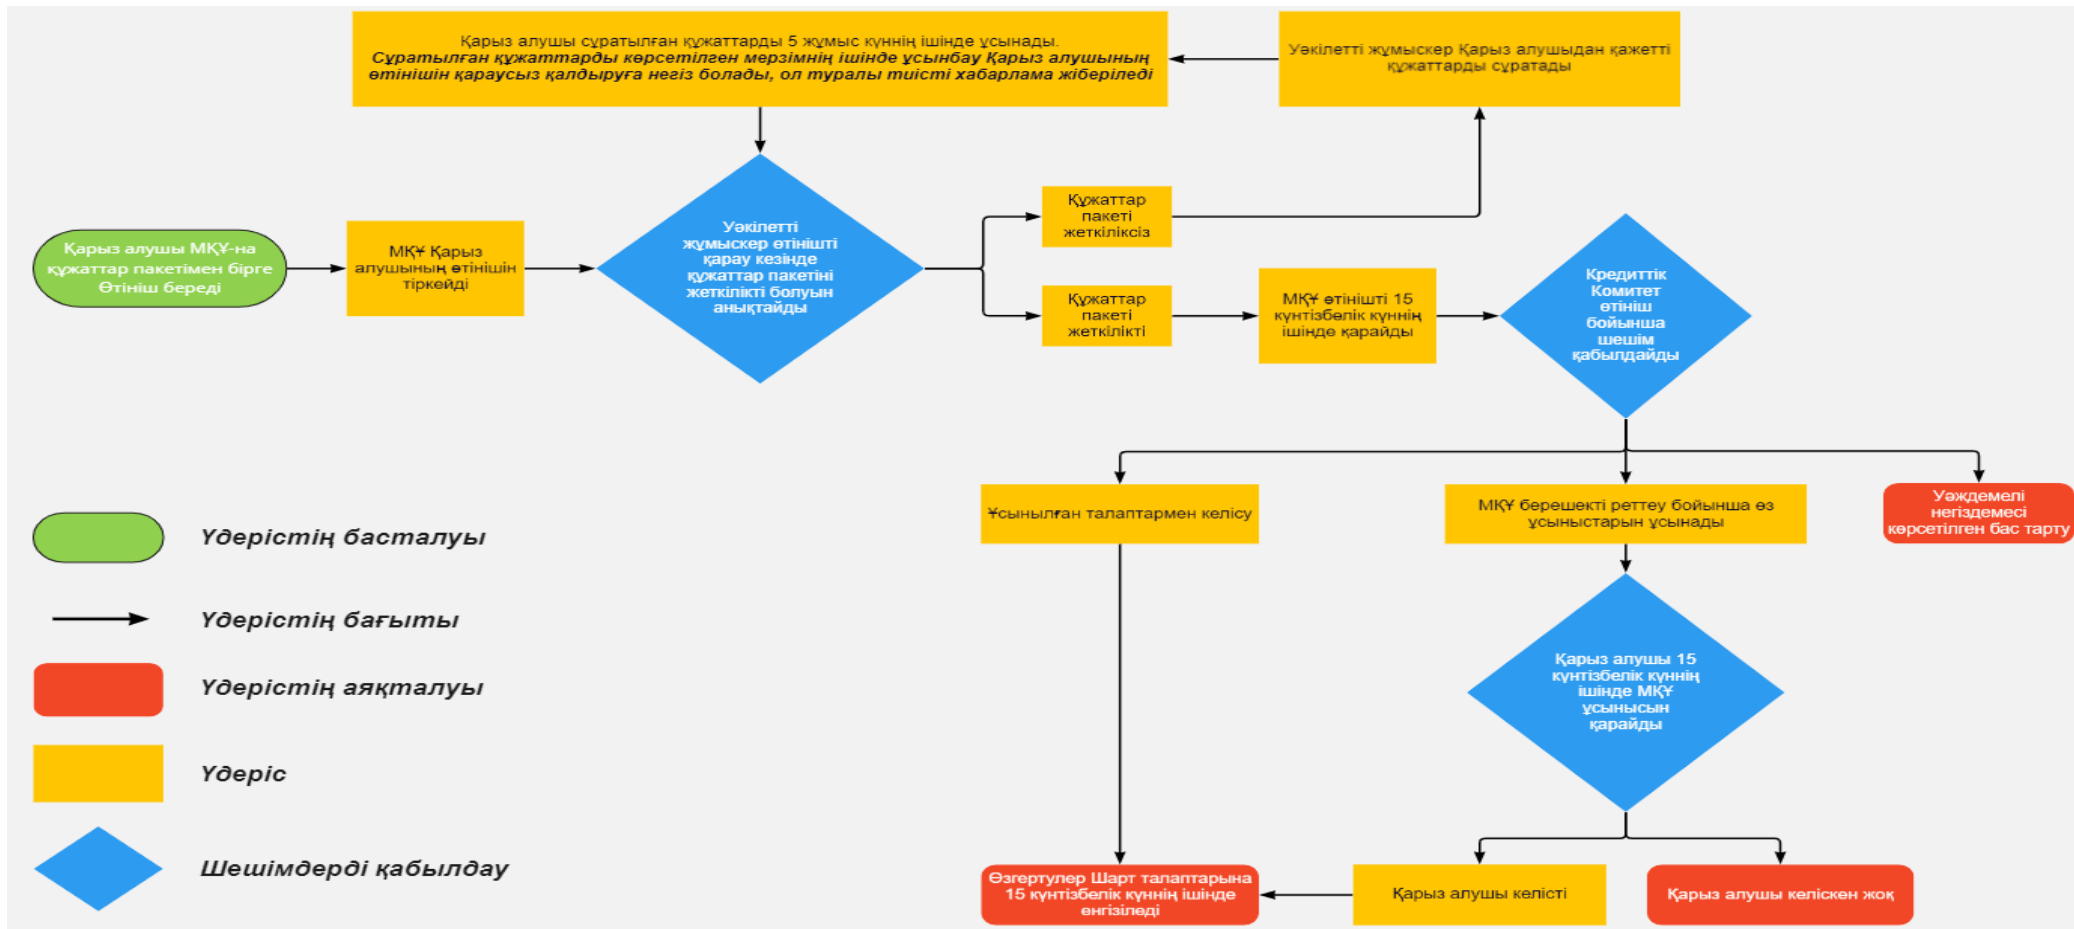 Қарыз алушы сұратылған құжаттарды 5 жұмыс күннің ішінде ұсынады.
Сұратылған құжаттарды көрсетілген мерзімнің ішінде ұсынбау Қарыз алушының
өтінішін қараусыз қалдыруға негіз болады, ол туралы тиісті хабарлама жіберіледі
Уәкілетті жұмыскер Қарыз алушыдан қажетті
құжаттарды сұратады
Қарыз алушы МҚҰ-на
құжаттар пакетімен бірге
Өтініш береді
МҚҰ Қарыз
алушының өтінішін
тіркейді
Уәкілетті
жұмыскер өтінішті
қарау кезінде
құжаттар пакетіні
жеткілікті болуын
анықтайды
Құжаттар
пакеті
жеткіліксіз
Құжаттар
пакеті
жеткілікті
МҚҰ өтінішті 15
күнтізбелік күннің
ішінде қарайды
Кредиттік
Комитет
өтініш
бойынша
шешім
қабылдайды
Ұсынылған талаптармен келісу
МҚҰ берешекті реттеу бойынша өз
ұсыныстарын ұсынады
Уәждемелі
негіздемесі
көрсетілген бас тарту
Қарыз алушы 15
күнтізбелік күннің
ішінде МҚҰ
ұсынысын
қарайды
Өзгертулер Шарт талаптарына
15 күнтізбелік күннің ішінде
енгізіледі
Қарыз алушы келісті
Қарыз алушы келіскен жоқ
Үдерістің басталуы
Үдерістің бағыты
Үдерістің аяқталуы
Үдеріс
Шешімдерді қабылдау